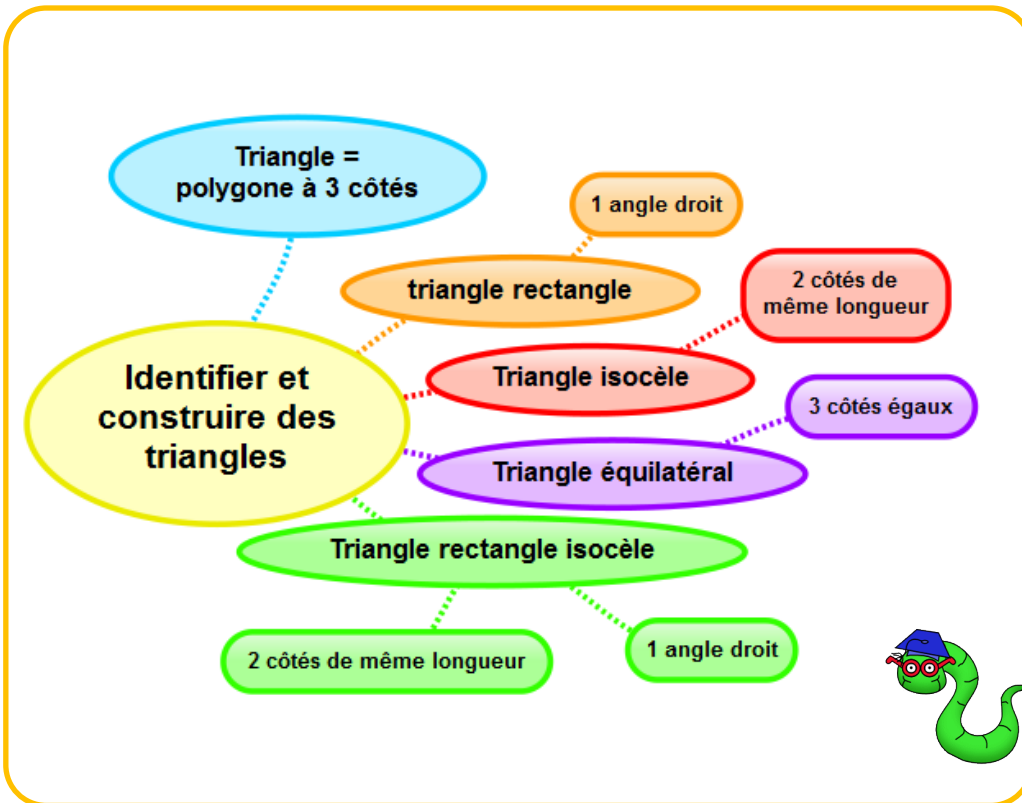 Triangle =
polygone à 3 côtés
1 angle droit
triangle rectangle
2 côtés de
même longueur
Triangle isocèle
Identifier et
construire des
triangles
3 côtés égaux
Triangle équilatéral
Triangle rectangle isocèle
2 côtés de même longueur
1 angle droit